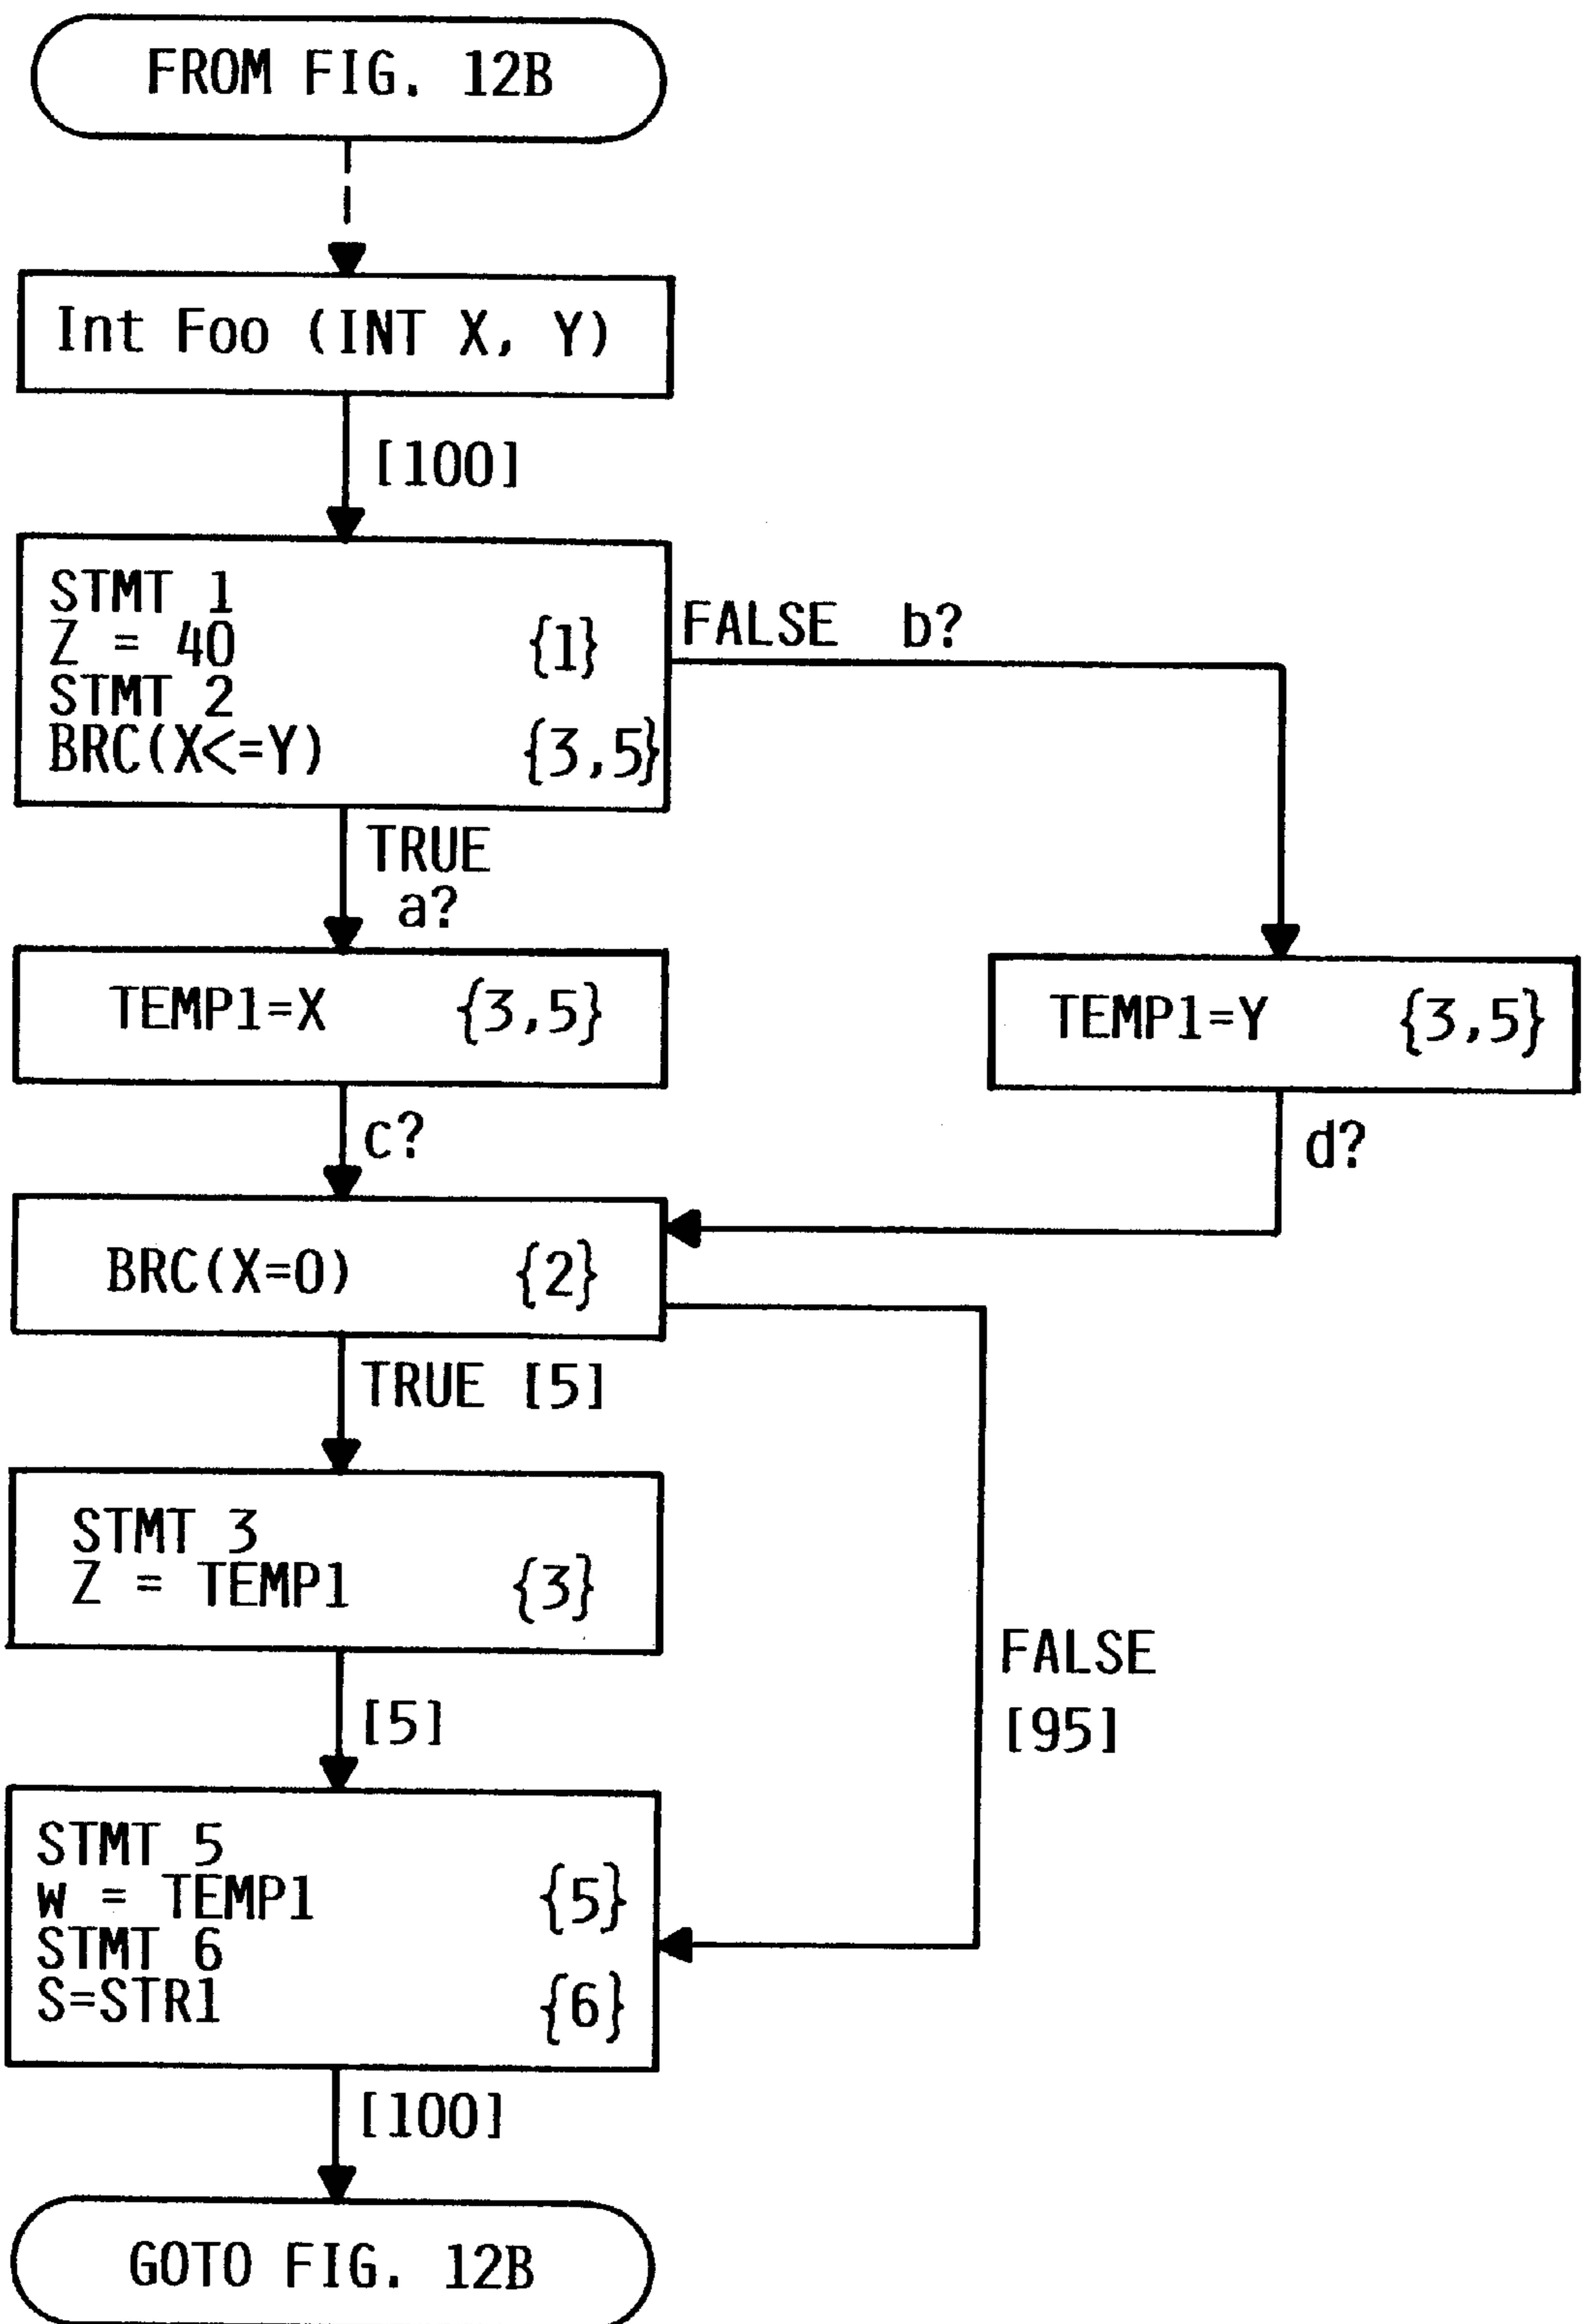 FROM FIG. 12B
Int Foo (INT X, Y)
[100]
STMT 1
Z = 40 {1}
STMT 2
BRC(X<=Y) {3,5}
FALSE b?
TRUE
a?
TEMP1=X {3,5}
TEMP1=Y {3,5}
c?
d?
BRC(X=0) {2}
TRUE [5]
STMT 3
Z = TEMP1 {3}
FALSE
[95]
[5]
STMT 5
W = TEMP1 {5}
STMT 6
S=STR1 {6}
[100]
GOTO FIG. 12B